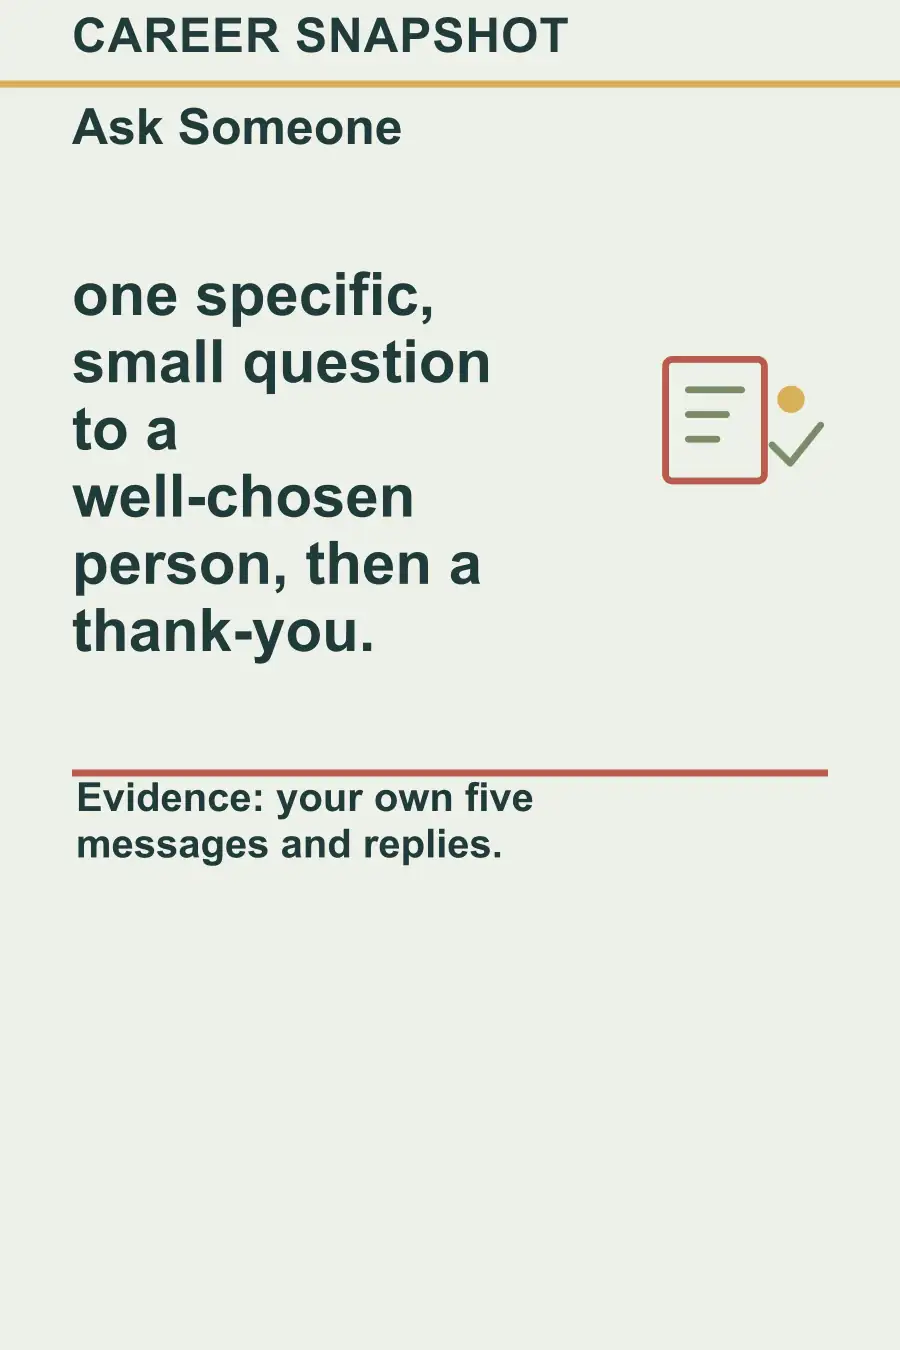 CAREER SNAPSHOT
Ask Someone
one specific,
small question
to a
well-chosen
person, then a
thank-you.
Evidence: your own five
messages and replies.